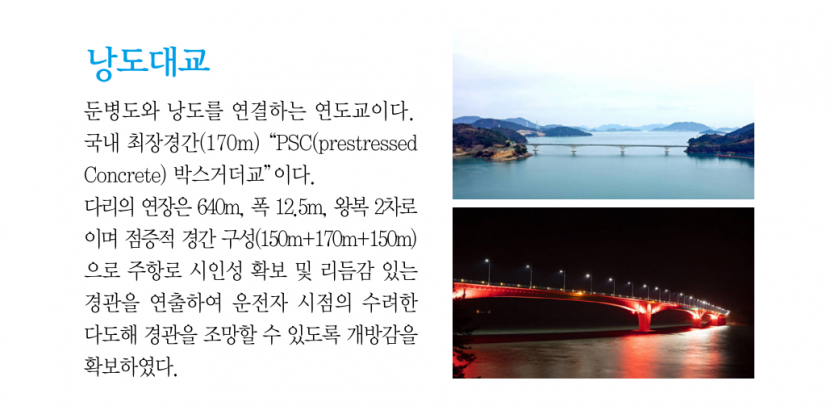 낭도대교
둔병도와 낭도를 연결하는 연도교이다.
국내 최장경간(170m) “PSC(prestressed
Concrete) 박스거더교”이다.
다리의 연장은 640m, 폭 12.5m, 왕복 2차로
이며 점증적 경간 구성(150m+170m+150m)
으로 주항로 시인성 확보 및 리듬감 있는
경관을 연출하여 운전자 시점의 수려한
다도해 경관을 조망할 수 있도록 개방감을
확보하였다.